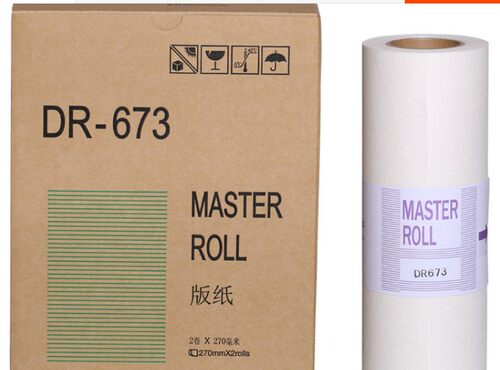 DR-673
MASTER
ROLL
版纸
2卷 X 270毫米
270mmX2rolls
MASTER
ROLL
DR673